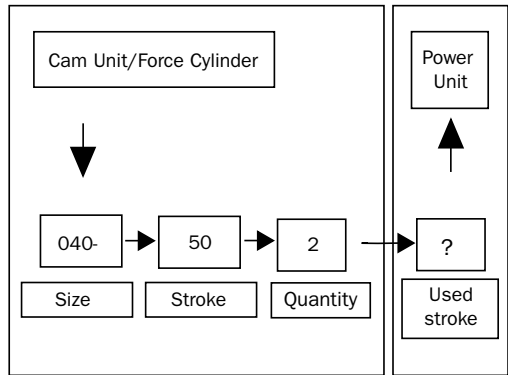 Cam Unit/Force Cylinder
Power
Unit
040-
50
2
?
Size
Stroke
Quantity
Used
stroke